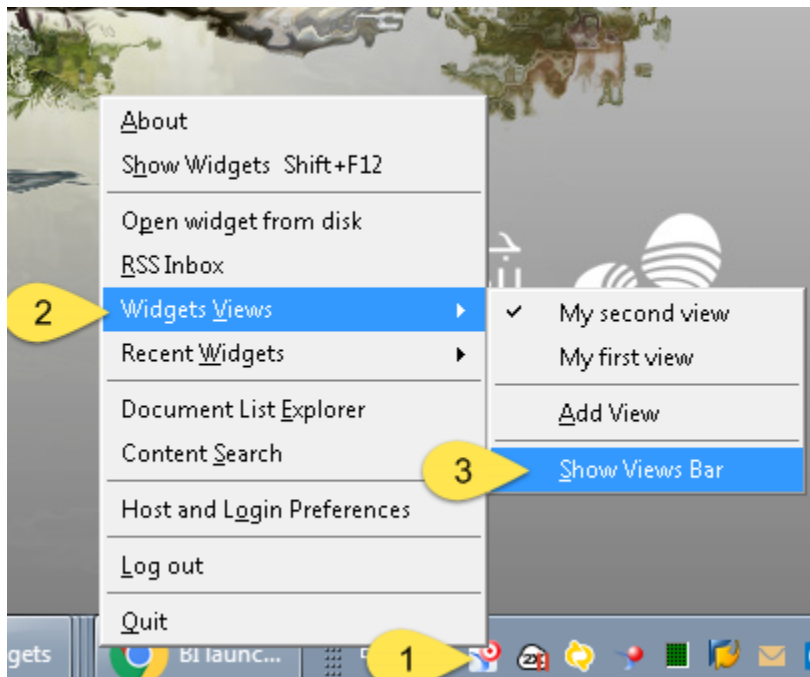 About
Show Widgets Shift+F12
Open widget from disk
RSS Inbox
2
Widgets Views
My second view
Recent Widgets
My first view
Document List Explorer
Add View
Content Search
3
Show Views Bar
Host and Login Preferences
Log out
Quit
gets
BI launc...
1
2X